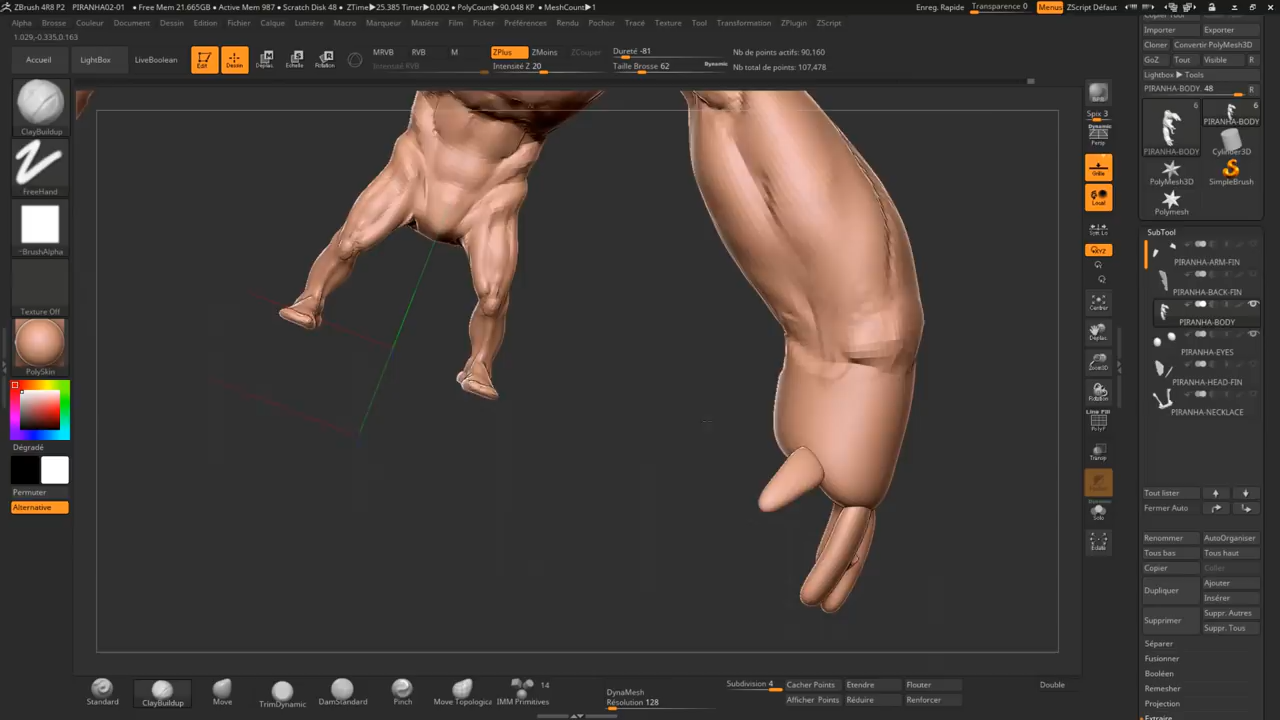 ZBrush 4R8 P2 PIRANHA02-01 • Free Mem 21.665GB • Active Mem 987 • Scratch Disk 48 • ZTime▶25.385 Timer▶0.002 • PolyCount▶90.048 KP • MeshCount▶1 Enreg. Rapide Transparence 0 Menus ZScript Défaut
Alpha Brosse Couleur Document Dessin Edition Fichier Calque Lumière Macro Marqueur Matière Film Picker Préférences Rendu Pochoir Tracé Texture Tool Transformation ZPlugin ZScript
1.029,-0.335,0.163
Accueil LightBox LiveBoolean Edit Dessin Deplac. Echelle Rotation
MRVB RVB M ZPlus ZMoins ZCouper Dureté -81 Nb de points actifs: 90,160
Intensité RVB Intensité Z 20 Taille Brosse 62 Dynamic Nb total de points: 107,478
ClayBuildup
FreeHand
~BrushAlpha
Texture Off
PolySkin
Dégradé
Permuter
Alternative
Spix 3
Dynamic
Persp
Grille
Local
XYZ
Centrer
Deplac.
Zoom3D
Rotation
Line Fill
PolyF
Transp
Dynamic
Solo
Eclate
Importer Exporter
Cloner Convertir PolyMesh3D
GoZ Tout Visible R
Lightbox ▶ Tools
PIRANHA-BODY. 48 R
6 6
PIRANHA-BODY PIRANHA-BODY
Cylinder3D
PolyMesh3D SimpleBrush
Polymesh
SubTool
PIRANHA-ARM-FIN
PIRANHA-BACK-FIN
PIRANHA-BODY
PIRANHA-EYES
PIRANHA-HEAD-FIN
PIRANHA-NECKLACE
Tout lister
Fermer Auto
Renommer AutoOrganiser
Tous bas Tous haut
Copier Coller
Dupliquer Ajouter
Insérer
Supprimer Suppr. Autres
Suppr. Tous
Séparer
Fusionner
Booléen
Remesher
Projection
Extraire
Standard ClayBuildup Move TrimDynamic DamStandard Pinch Move Topologica IMM Primitives 14
DynaMesh
Résolution 128
Subdivision 4 Cacher Points Etendre Flouter Double
Afficher Points Réduire Renforcer